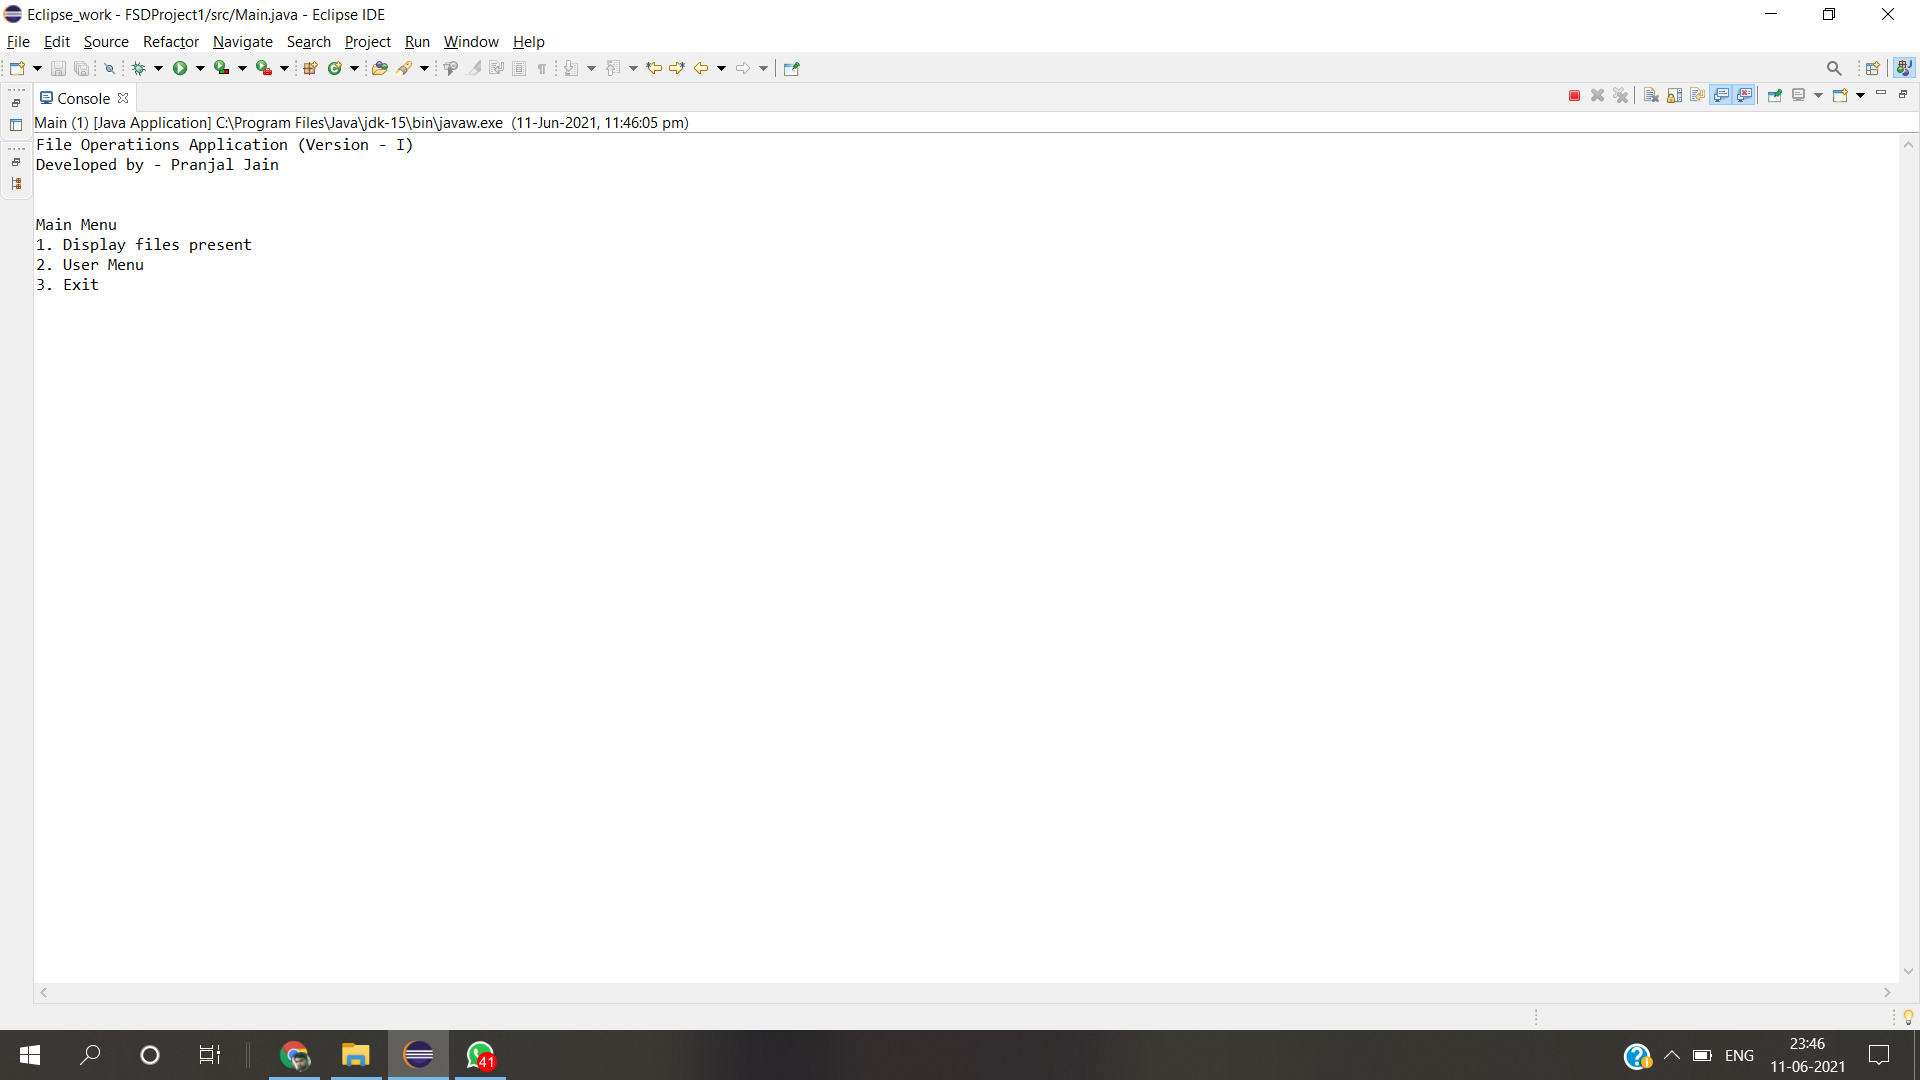 Eclipse_work - FSDProject1/src/Main.java - Eclipse IDE
File Edit Source Refactor Navigate Search Project Run Window Help
Console
Main (1) [Java Application] C:\Program Files\Java\jdk-15\bin\javaw.exe (11-Jun-2021, 11:46:05 pm)
File Operatiions Application (Version - I)
Developed by - Pranjal Jain
Main Menu
1. Display files present
2. User Menu
3. Exit
41
ENG
23:46
11-06-2021